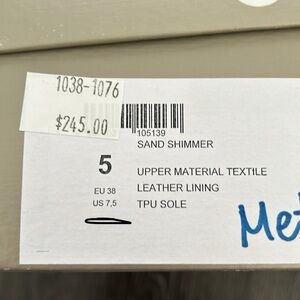 1038-1076
$245.00
105139
SAND SHIMMER
5
UPPER MATERIAL TEXTILE
EU 38
LEATHER LINING
US 7,5
TPU SOLE
Met